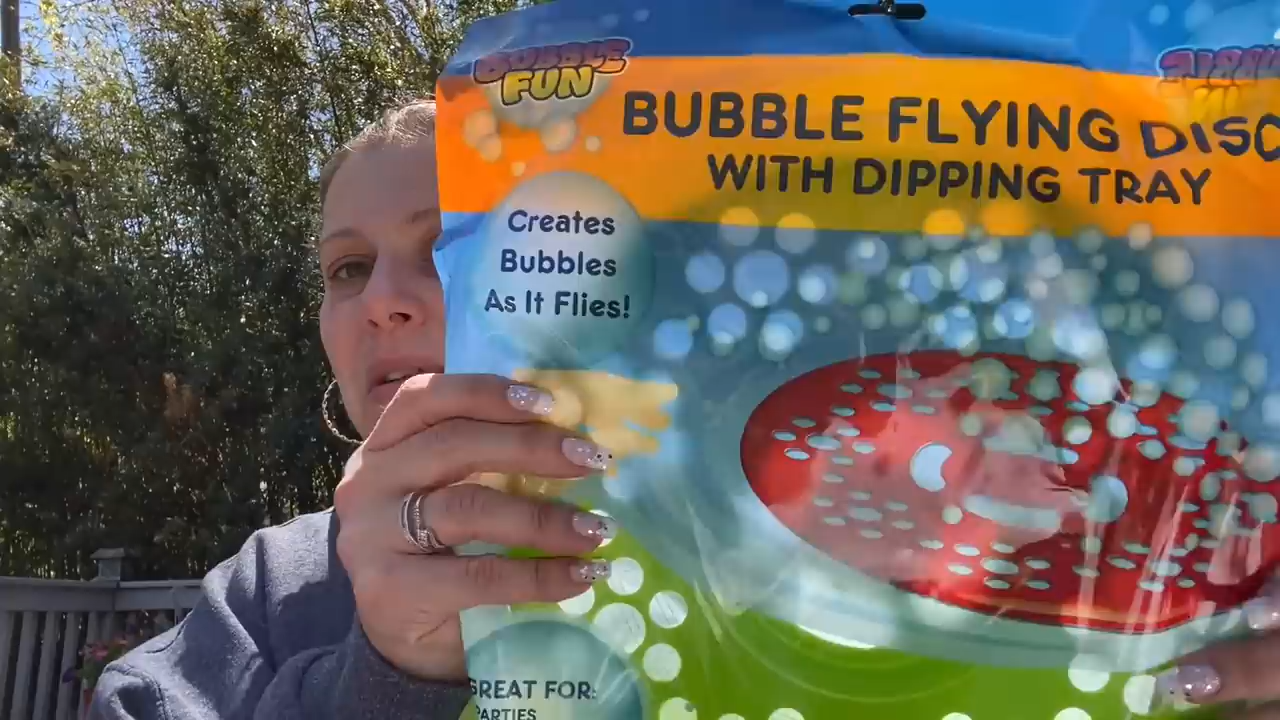 BUBBLE
FUN
BUBBLE FLYING DISC
WITH DIPPING TRAY
Creates
Bubbles
As It Flies!
GREAT FOR:
PARTIES